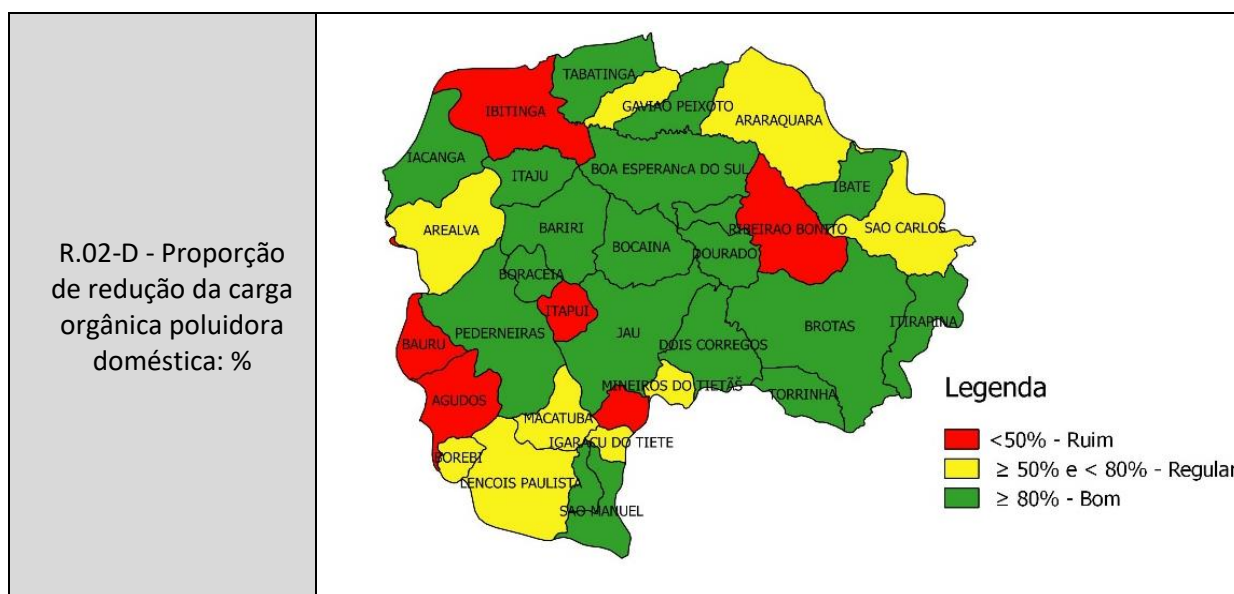 R.02-D - Proporção
de redução da carga
orgânica poluidora
doméstica: %
TABATINGA
IBITINGA
GAVIAO PEIXOTO
ARARAQUARA
IACANGA
ITAJU
BOA ESPERANcA DO SUL
IBATE
AREALVA
BARIRI
BOCAINA
DOURADO
RIBEIRAO BONITO
SAO CARLOS
BORACEIA
ITAPUI
PEDERNEIRAS
JAU
BROTAS
ITIRAPINA
BAURU
DOIS CORREGOS
AGUDOS
MINEIROS DO TIETÃŠ
TORRINHA
MACATUBA
IGARACU DO TIETE
BOREBI
LENCOIS PAULISTA
SAO MANUEL
Legenda
<50% - Ruim
≥ 50% e < 80% - Regular
≥ 80% - Bom